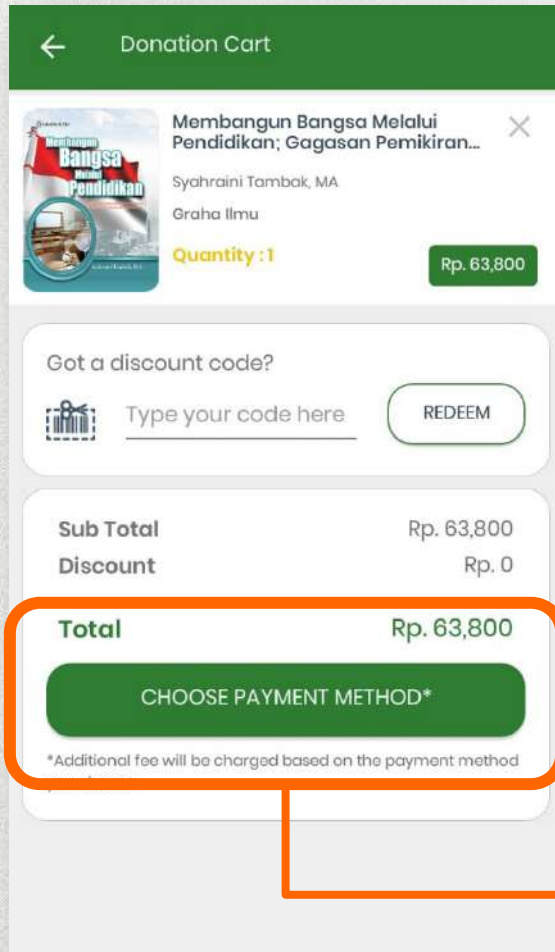 Donation Cart
Membangun
Bangsa
Melalui
Pendidikan
Membangun Bangsa Melalui
Pendidikan; Gagasan Pemikiran...
Syahraini Tambak, MA
Graha Ilmu
Quantity : 1
Rp. 63,800
Got a discount code?
Type your code here
REDEEM
Sub Total Rp. 63,800
Discount Rp. 0
Total Rp. 63,800
CHOOSE PAYMENT METHOD*
*Additional fee will be charged based on the payment method